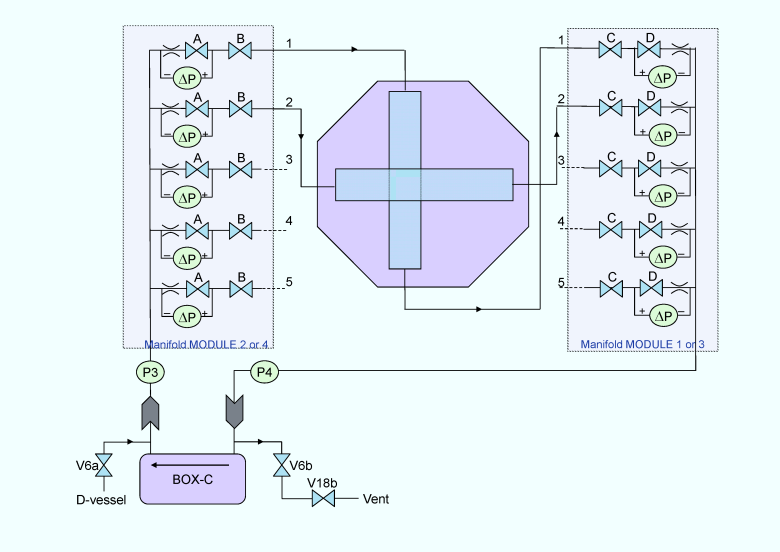 A B 1
− ΔP +
A B 2
− ΔP +
A B 3
− ΔP +
A B 4
− ΔP +
A B 5
− ΔP +
Manifold MODULE 2 or 4
1 C D
+ ΔP −
2 C D
+ ΔP −
3 C D
+ ΔP −
4 C D
+ ΔP −
5 C D
+ ΔP −
Manifold MODULE 1 or 3
P3
P4
V6a
D-vessel
BOX-C
V6b
V18b
Vent